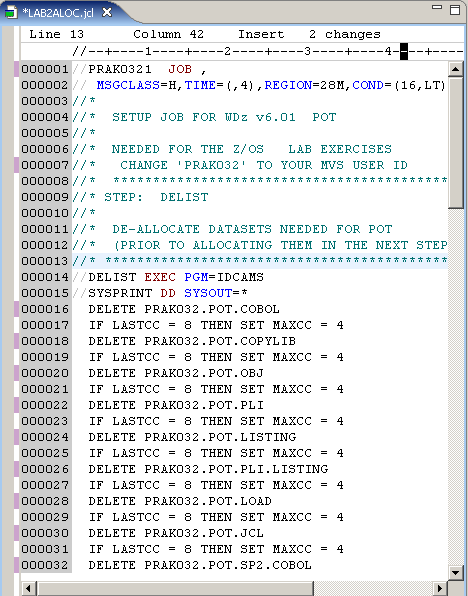 *LAB2ALOC.jcl
Line 13 Column 42 Insert 2 changes
//--+----1----+----2----+----3----+----4-█--+----
000001 //PRAKO321  JOB ,
000002 //  MSGCLASS=H,TIME=(,4),REGION=28M,COND=(16,LT)
000003 //*
000004 //*  SETUP JOB FOR WDz v6.01  POT
000005 //*
000006 //*  NEEDED FOR THE Z/OS   LAB EXERCISES
000007 //*   CHANGE 'PRAKO32' TO YOUR MVS USER ID
000008 //*  ******************************************
000009 //* STEP:  DELIST
000010 //*
000011 //*  DE-ALLOCATE DATASETS NEEDED FOR POT
000012 //*  (PRIOR TO ALLOCATING THEM IN THE NEXT STEP
000013 //*  ******************************************
000014 //DELIST EXEC PGM=IDCAMS
000015 //SYSPRINT DD SYSOUT=*
000016   DELETE PRAKO32.POT.COBOL
000017   IF LASTCC = 8 THEN SET MAXCC = 4
000018   DELETE PRAKO32.POT.COPYLIB
000019   IF LASTCC = 8 THEN SET MAXCC = 4
000020   DELETE PRAKO32.POT.OBJ
000021   IF LASTCC = 8 THEN SET MAXCC = 4
000022   DELETE PRAKO32.POT.PLI
000023   IF LASTCC = 8 THEN SET MAXCC = 4
000024   DELETE PRAKO32.POT.LISTING
000025   IF LASTCC = 8 THEN SET MAXCC = 4
000026   DELETE PRAKO32.POT.PLI.LISTING
000027   IF LASTCC = 8 THEN SET MAXCC = 4
000028   DELETE PRAKO32.POT.LOAD
000029   IF LASTCC = 8 THEN SET MAXCC = 4
000030   DELETE PRAKO32.POT.JCL
000031   IF LASTCC = 8 THEN SET MAXCC = 4
000032   DELETE PRAKO32.POT.SP2.COBOL